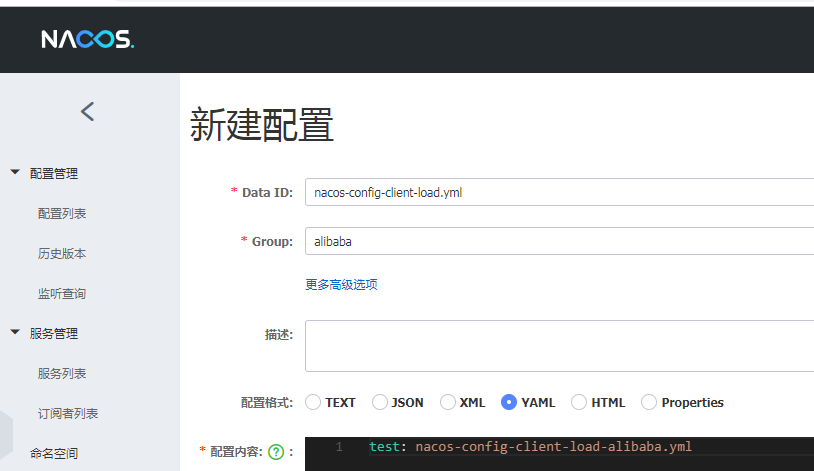 NACOS.
新建配置
配置管理
配置列表
历史版本
监听查询
服务管理
服务列表
订阅者列表
命名空间
* Data ID: nacos-config-client-load.yml
* Group: alibaba
更多高级选项
描述:
配置格式: TEXT JSON XML YAML HTML Properties
* 配置内容: ? :
1 test: nacos-config-client-load-alibaba.yml